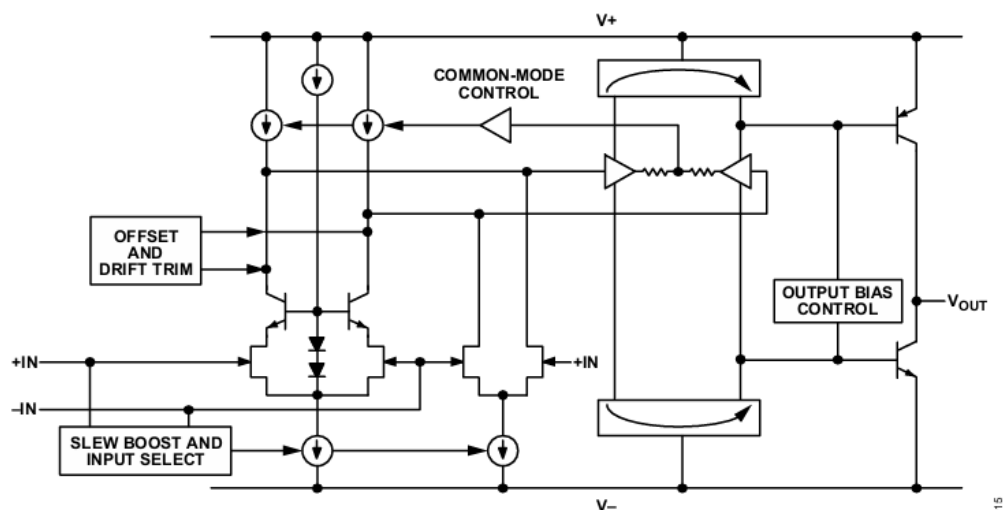 V+
COMMON-MODE
CONTROL
OFFSET
AND
DRIFT TRIM
OUTPUT BIAS
CONTROL
VOUT
+IN
+IN
–IN
SLEW BOOST AND
INPUT SELECT
V–
15